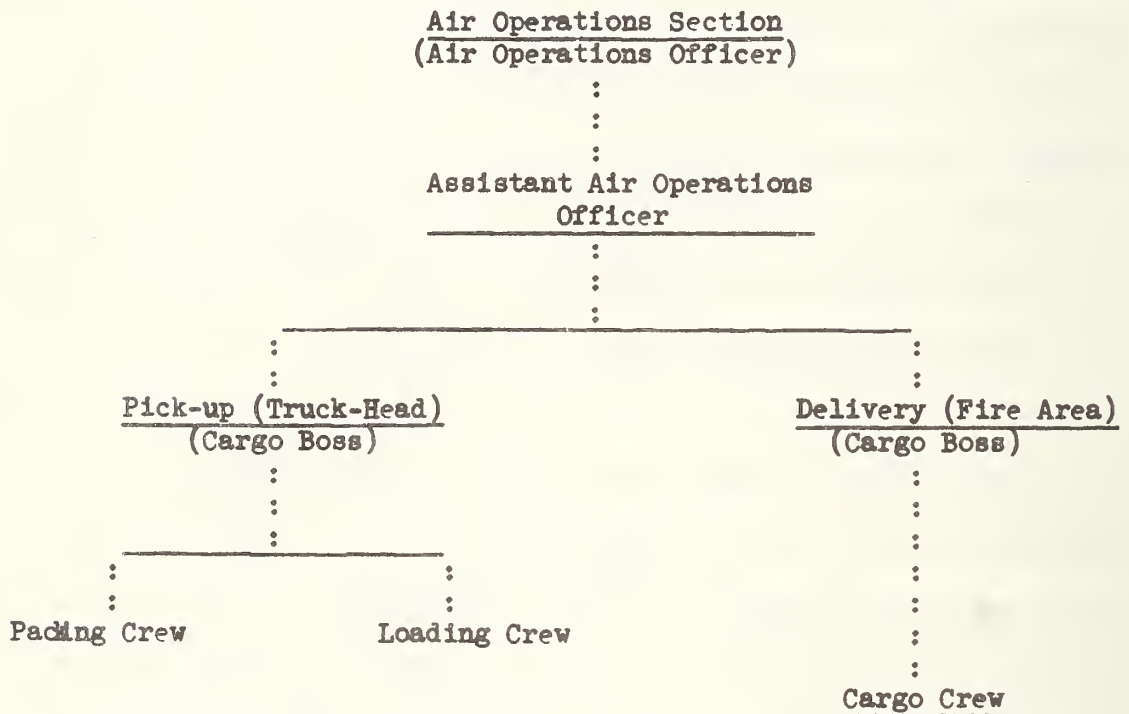 Air Operations Section
(Air Operations Officer)
Assistant Air Operations
Officer
Pick-up (Truck-Head)
(Cargo Boss)
Delivery (Fire Area)
(Cargo Boss)
Packing Crew
Loading Crew
Cargo Crew